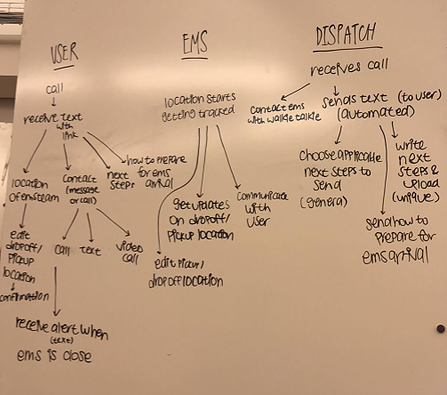 USER
call
receive text
with
link
location
of ems team
edit
dropoff/
pickup
location
confirmation
contact
(message
or call)
call
text
video
call
receive alert when
(text)
ems is close
next
steps
how to prepare
for ems
arrival
EMS
location starts
getting tracked
edit pickup/
dropoff location
get updates
on dropoff/
pickup location
communicate
with
user
DISPATCH
receives call
contact ems
with walkie talkie
sends text (to user)
(automated)
choose applicable
next steps to
send
(general)
send how to
prepare for
ems arrival
write
next
steps &
upload
(unique)